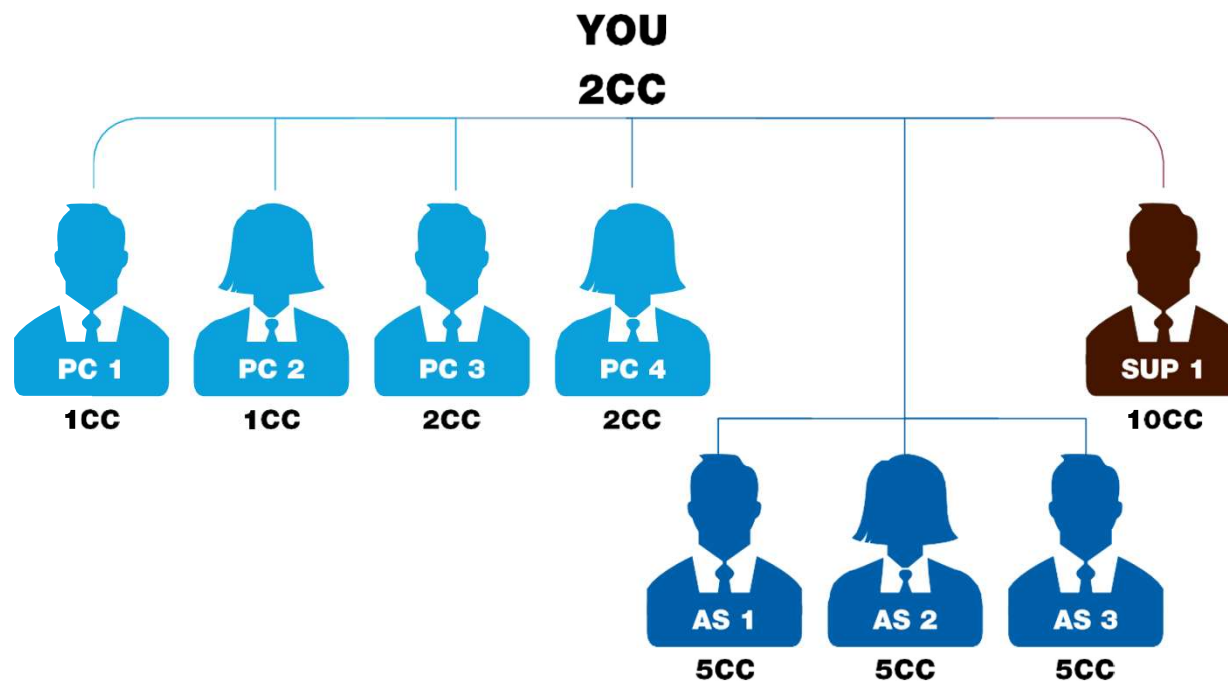 YOU
2CC
PC 1 PC 2 PC 3 PC 4 SUP 1
1CC 1CC 2CC 2CC 10CC
AS 1 AS 2 AS 3
5CC 5CC 5CC